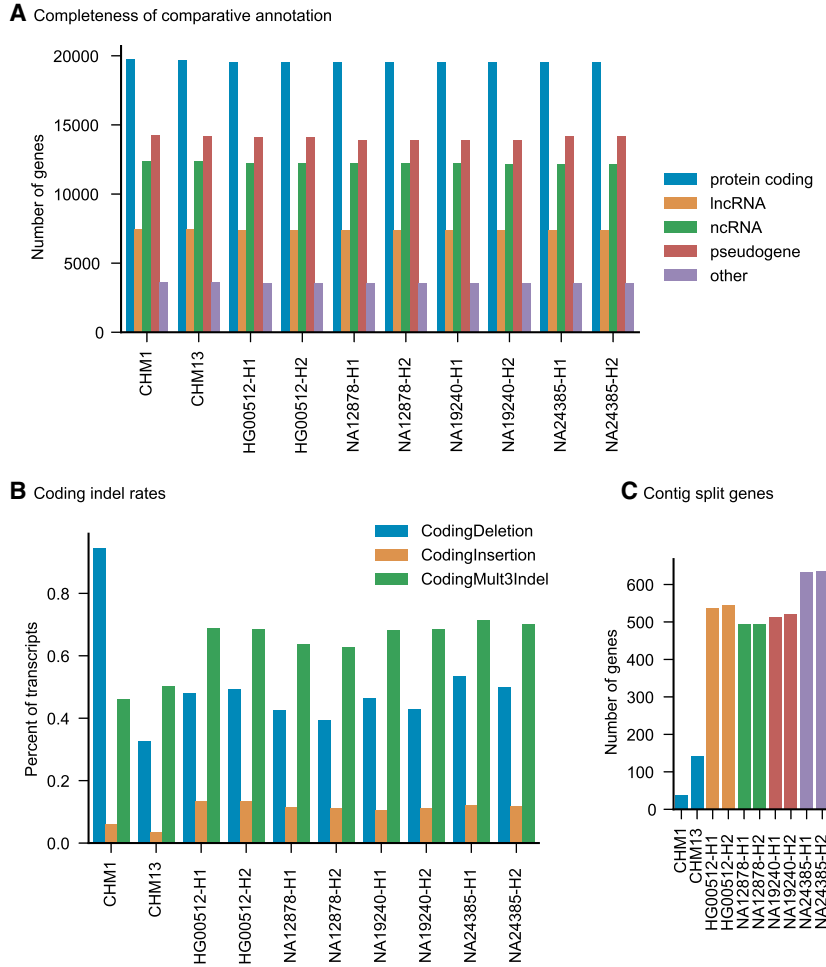 A Completeness of comparative annotation
20000
15000
10000
5000
0
Number of genes
CHM1
CHM13
HG00512-H1
HG00512-H2
NA12878-H1
NA12878-H2
NA19240-H1
NA19240-H2
NA24385-H1
NA24385-H2
protein coding
lncRNA
ncRNA
pseudogene
other
B Coding indel rates
CodingDeletion
CodingInsertion
CodingMult3Indel
0.8
0.6
0.4
0.2
0.0
Percent of transcripts
CHM1
CHM13
HG00512-H1
HG00512-H2
NA12878-H1
NA12878-H2
NA19240-H1
NA19240-H2
NA24385-H1
NA24385-H2
C Contig split genes
600
500
400
300
200
100
0
Number of genes
CHM1
CHM13
HG00512-H1
HG00512-H2
NA12878-H1
NA12878-H2
NA19240-H1
NA19240-H2
NA24385-H1
NA24385-H2